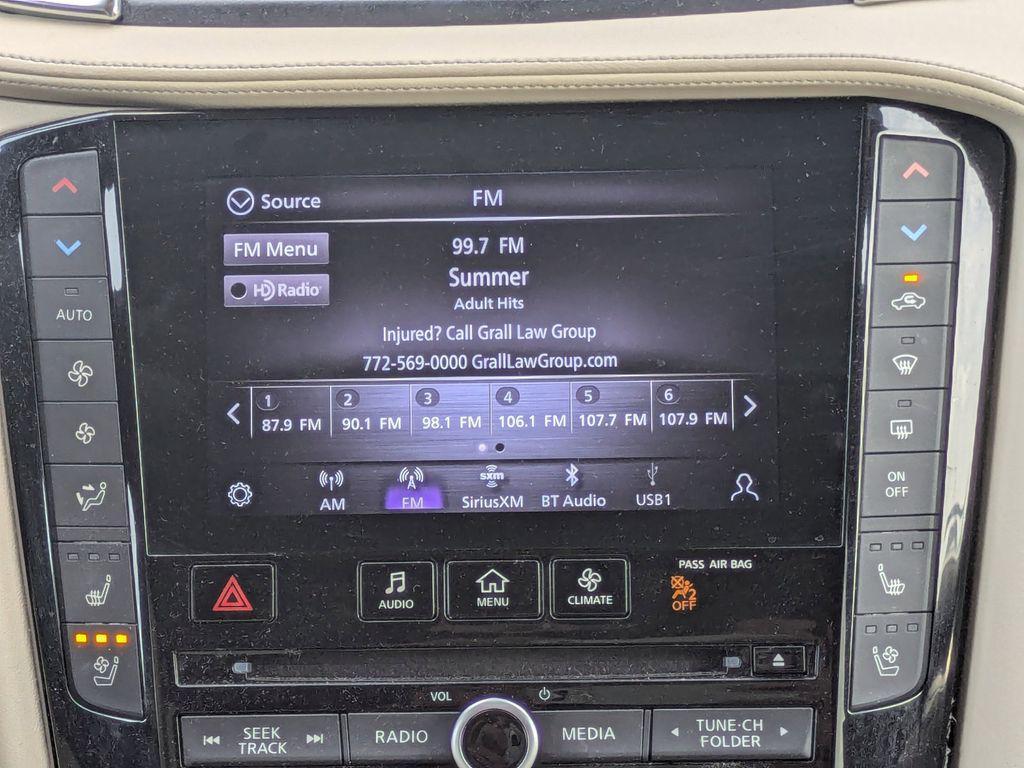 Source
FM
FM Menu
99.7 FM
HD Radio
Summer
Adult Hits
Injured? Call Grall Law Group
772-569-0000 GrallLawGroup.com
1 2 3 4 5 6
87.9 FM 90.1 FM 98.1 FM 106.1 FM 107.7 FM 107.9 FM
sxm
AM FM SiriusXM BT Audio USB1
AUTO
ON
OFF
AUDIO
MENU
CLIMATE
PASS AIR BAG
2
OFF
VOL
SEEK
TRACK
RADIO
MEDIA
TUNE·CH
FOLDER